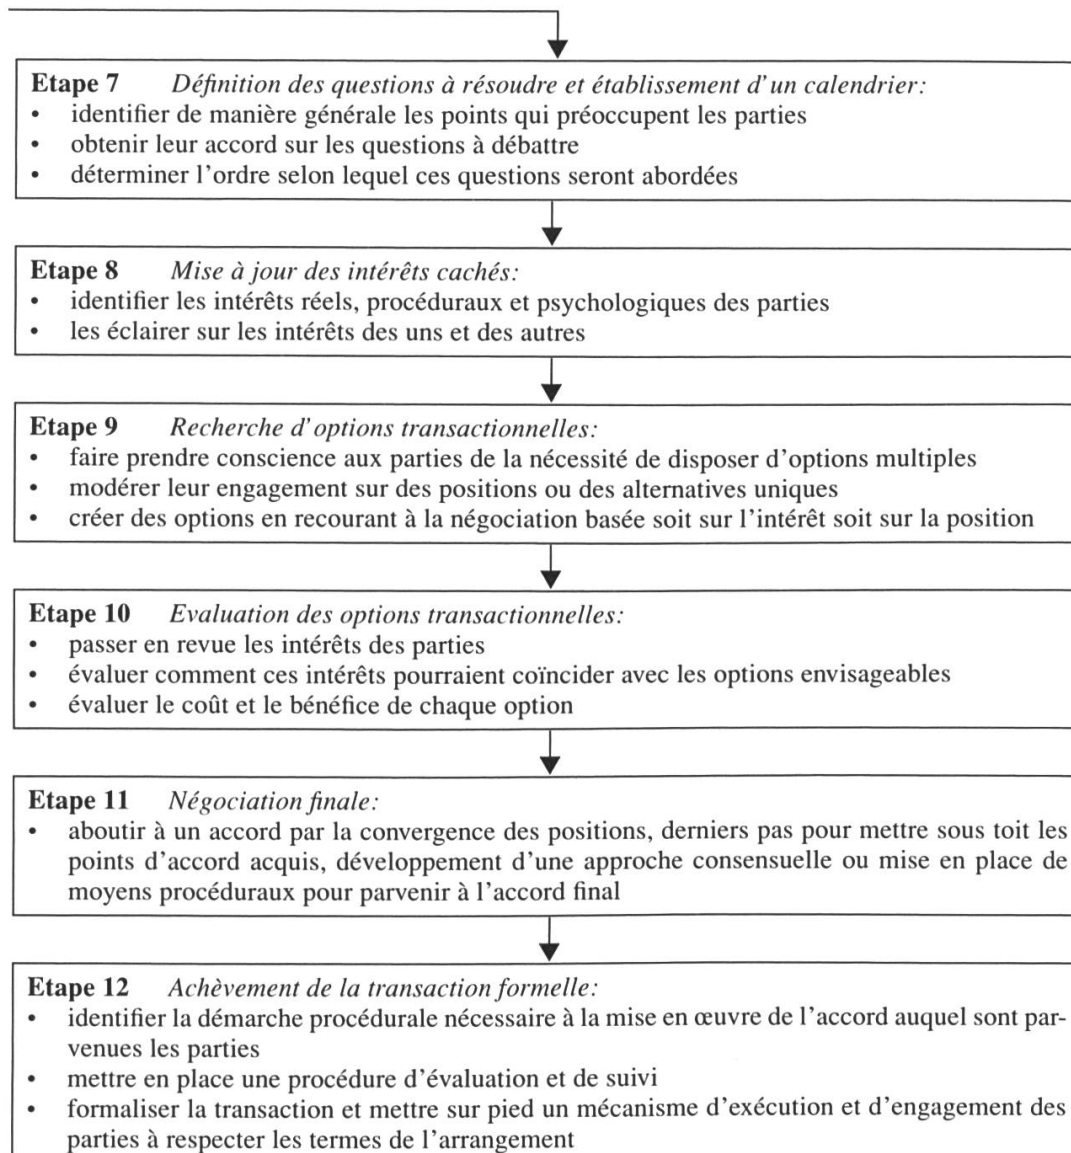 Etape 7 Définition des questions à résoudre et établissement d'un calendrier:
• identifier de manière générale les points qui préoccupent les parties
• obtenir leur accord sur les questions à débattre
• déterminer l'ordre selon lequel ces questions seront abordées
Etape 8 Mise à jour des intérêts cachés:
• identifier les intérêts réels, procéduraux et psychologiques des parties
• les éclairer sur les intérêts des uns et des autres
Etape 9 Recherche d'options transactionnelles:
• faire prendre conscience aux parties de la nécessité de disposer d'options multiples
• modérer leur engagement sur des positions ou des alternatives uniques
• créer des options en recourant à la négociation basée soit sur l'intérêt soit sur la position
Etape 10 Evaluation des options transactionnelles:
• passer en revue les intérêts des parties
• évaluer comment ces intérêts pourraient coïncider avec les options envisageables
• évaluer le coût et le bénéfice de chaque option
Etape 11 Négociation finale:
• aboutir à un accord par la convergence des positions, derniers pas pour mettre sous toit les
points d'accord acquis, développement d'une approche consensuelle ou mise en place de
moyens procéduraux pour parvenir à l'accord final
Etape 12 Achèvement de la transaction formelle:
• identifier la démarche procédurale nécessaire à la mise en œuvre de l'accord auquel sont par-
venues les parties
• mettre en place une procédure d'évaluation et de suivi
• formaliser la transaction et mettre sur pied un mécanisme d'exécution et d'engagement des
parties à respecter les termes de l'arrangement